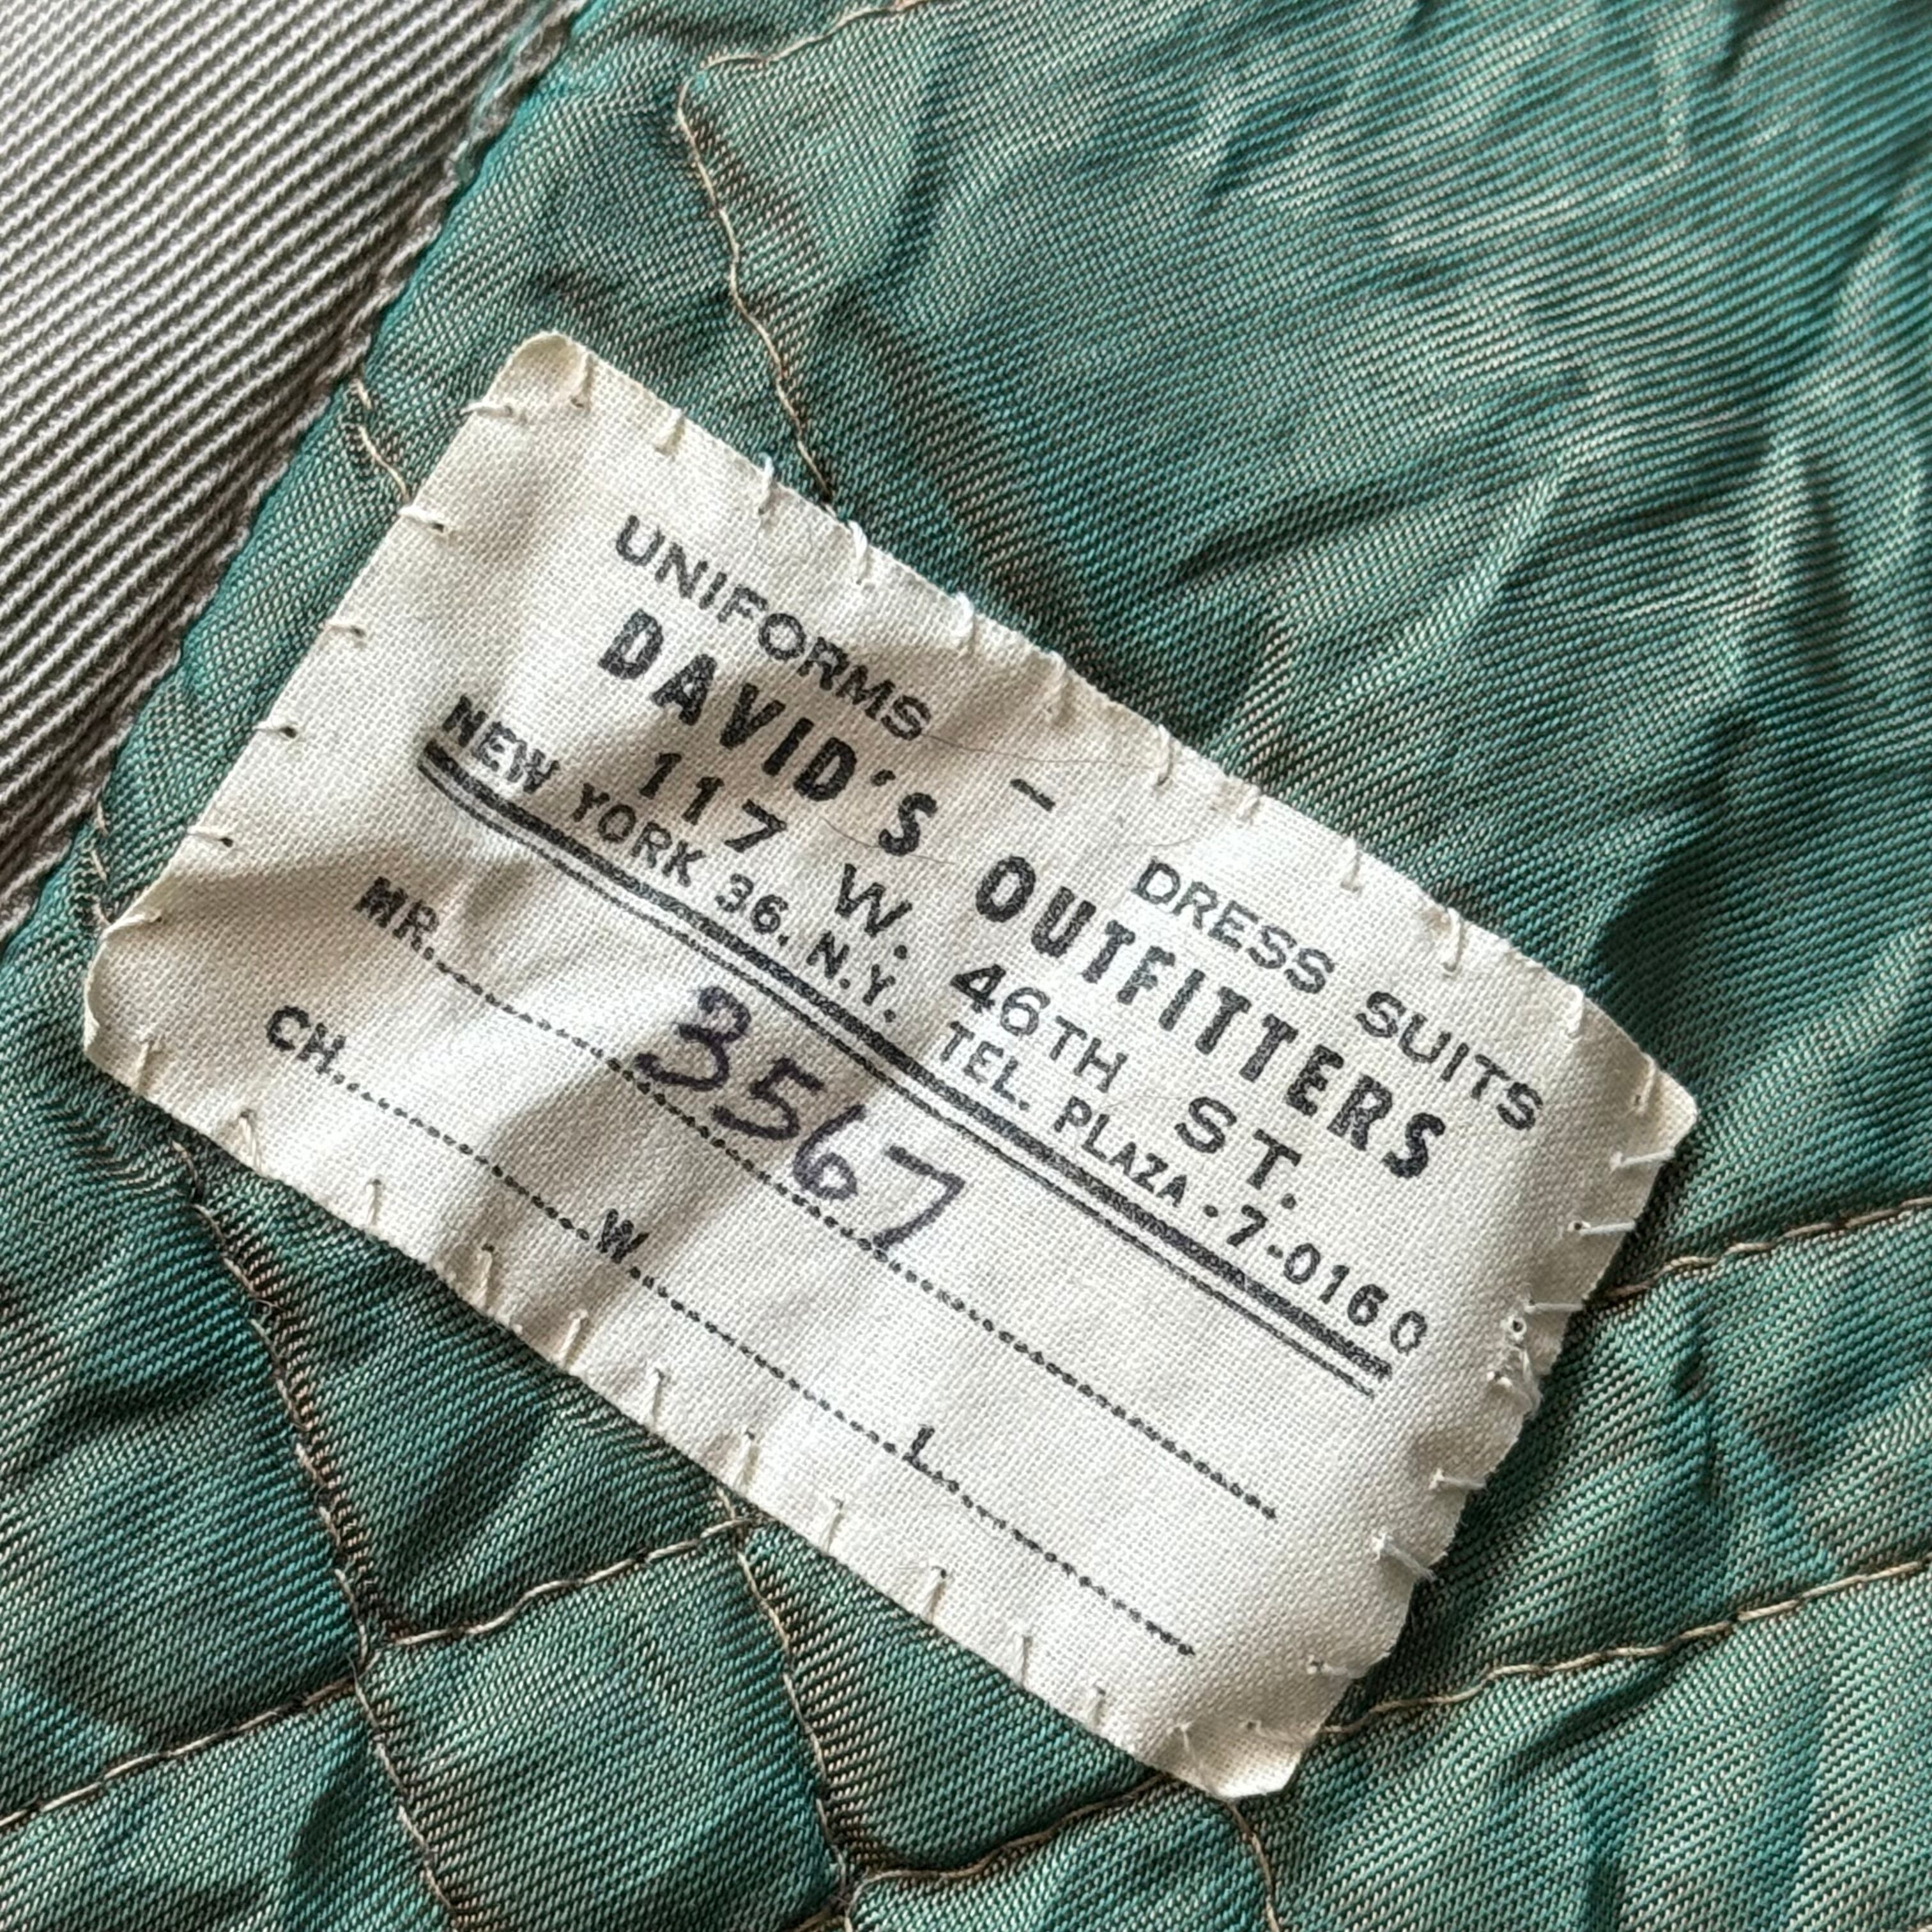 UNIFORMS - DRESS SUITS
DAVID'S OUTFITTERS
117 W. 46TH ST.
NEW YORK 36, N.Y. TEL. PLAZA-7-0160
MR. 3567
CH. W. L.